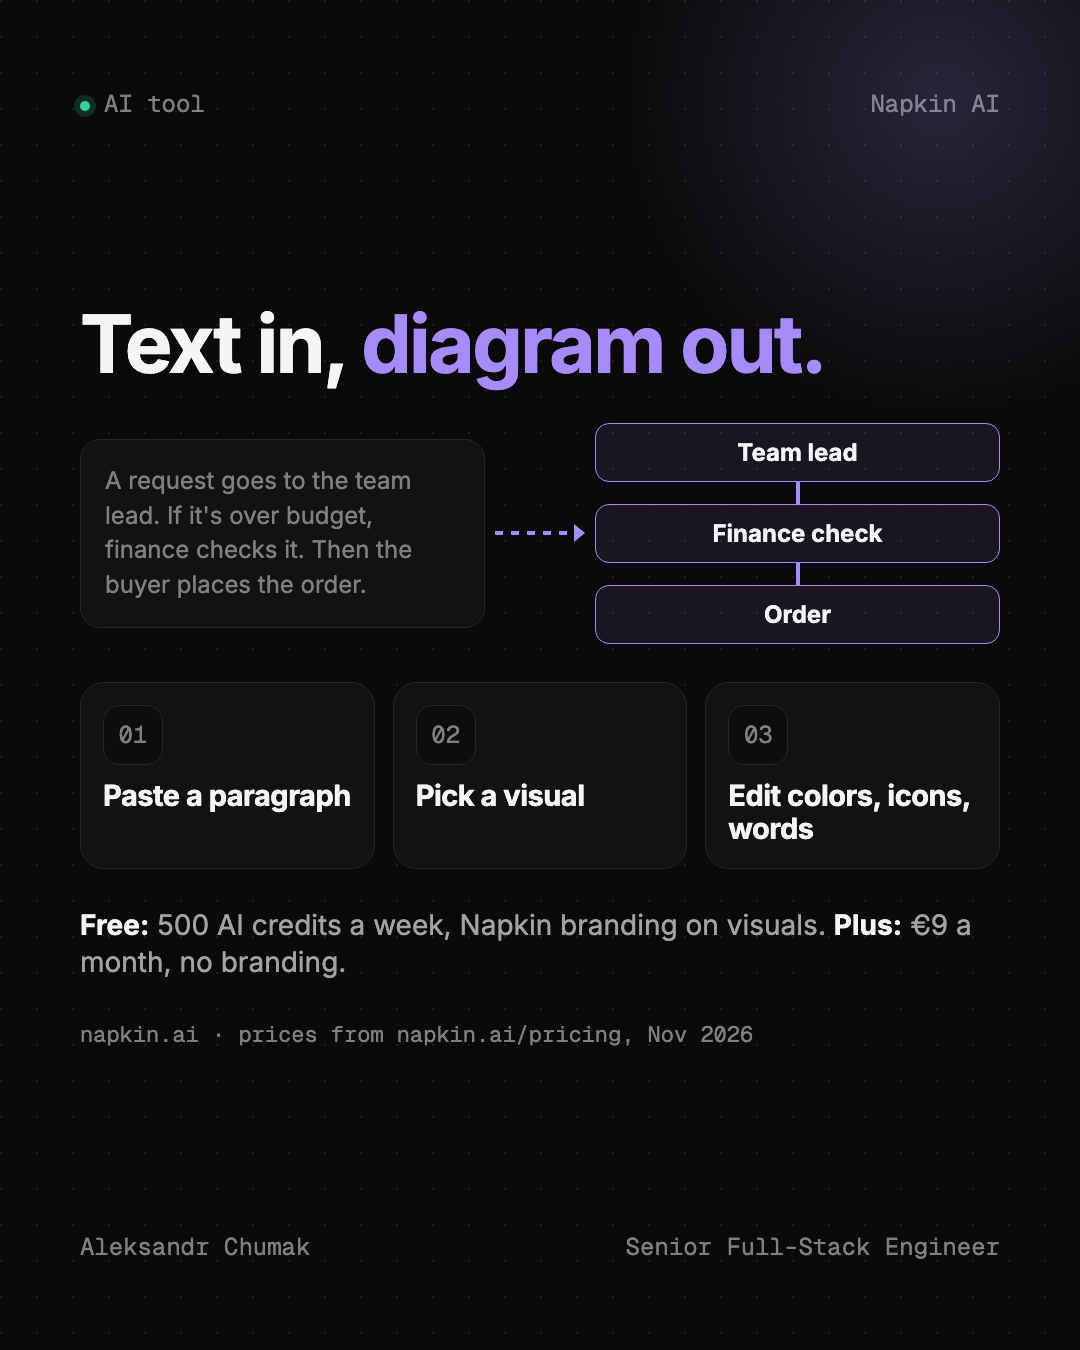 AI tool
Napkin AI
Text in, diagram out.
A request goes to the team
lead. If it's over budget,
finance checks it. Then the
buyer places the order.
Team lead
Finance check
Order
01
Paste a paragraph
02
Pick a visual
03
Edit colors, icons,
words
Free: 500 AI credits a week, Napkin branding on visuals. Plus: €9 a
month, no branding.
napkin.ai · prices from napkin.ai/pricing, Nov 2026
Aleksandr Chumak
Senior Full-Stack Engineer